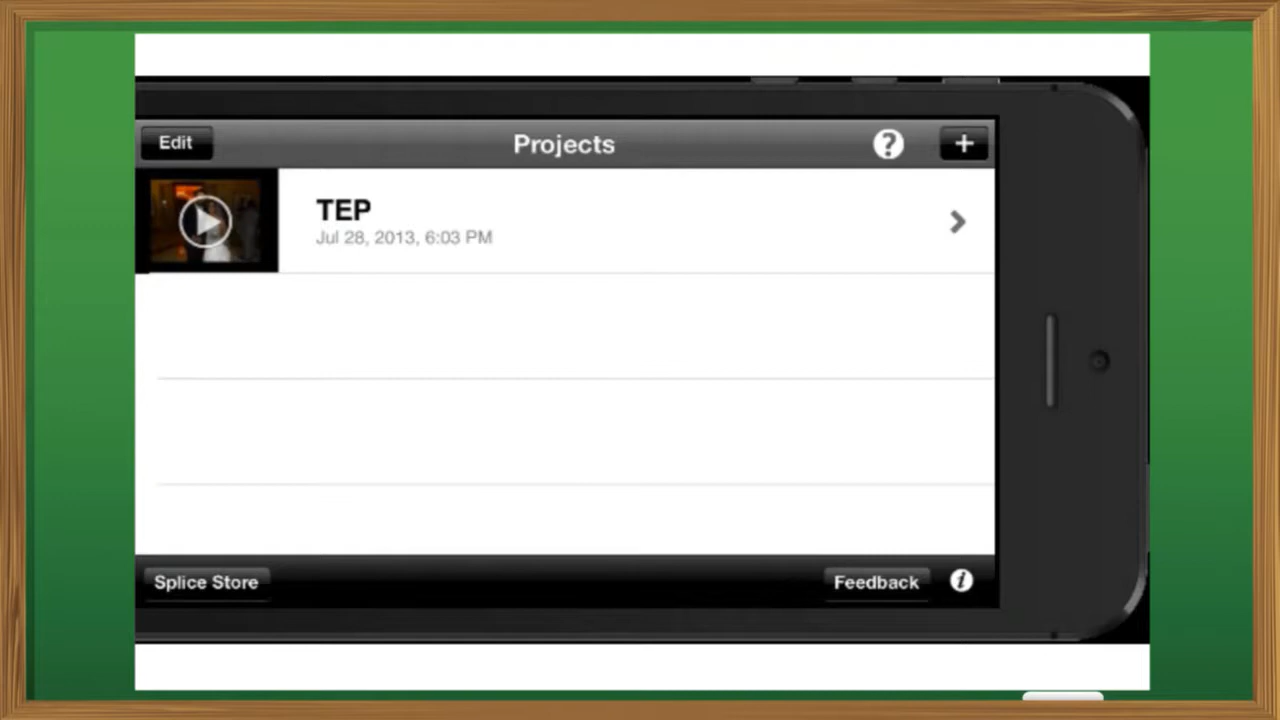 Edit
Projects
?
+
TEP
Jul 28, 2013, 6:03 PM
Splice Store
Feedback
i